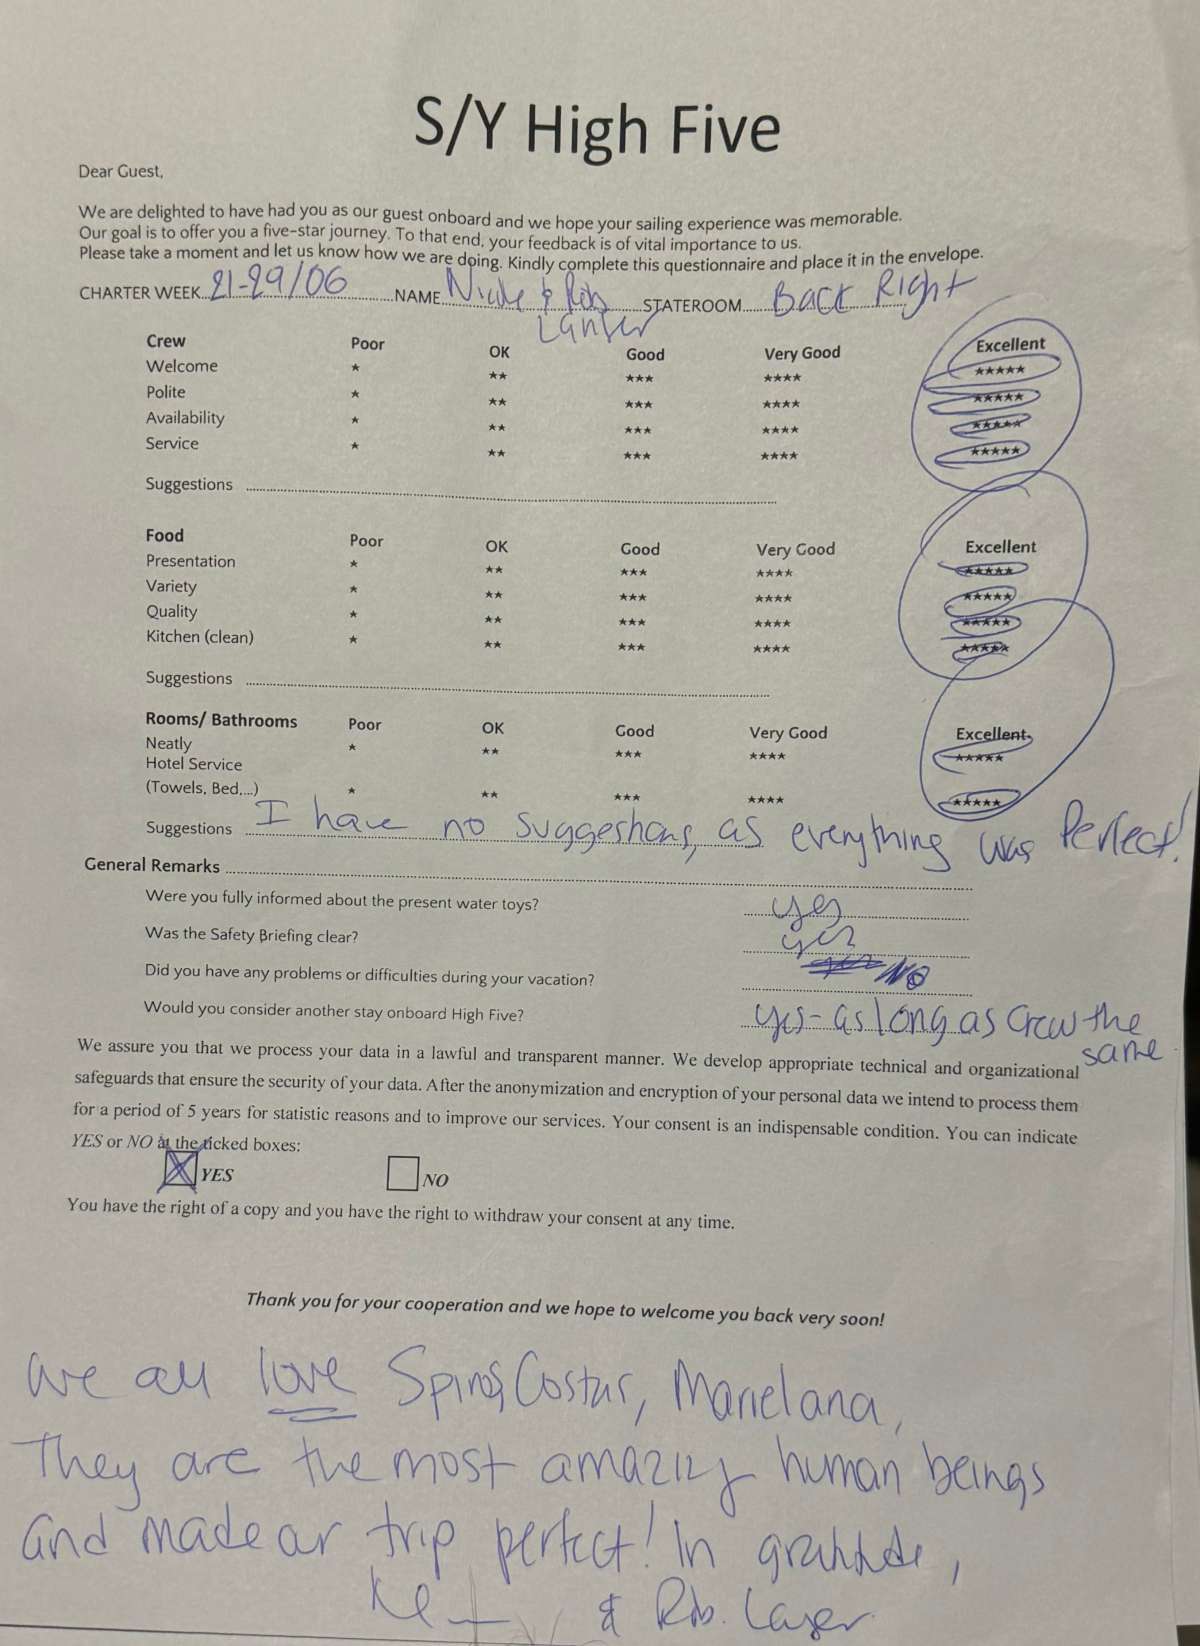 S/Y High Five
Dear Guest,
We are delighted to have had you as our guest onboard and we hope your sailing experience was memorable.
Our goal is to offer you a five-star journey. To that end, your feedback is of vital importance to us.
Please take a moment and let us know how we are doing. Kindly complete this questionnaire and place it in the envelope.
CHARTER WEEK 21-29/06 NAME Nicole & Rob STATEROOM Back Right
Crew Poor OK Good Very Good Excellent
Welcome * ** *** **** *****
Polite * ** *** **** *****
Availability * ** *** **** *****
Service * ** *** **** *****
Suggestions
Food Poor OK Good Very Good Excellent
Presentation * ** *** **** *****
Variety * ** *** **** *****
Quality * ** *** **** *****
Kitchen (clean) * ** *** **** *****
Suggestions
Rooms/ Bathrooms Poor OK Good Very Good Excellent
Neatly * ** *** **** *****
Hotel Service
(Towels, Bed,...) * ** *** **** *****
Suggestions I have no suggestions, as everything was Perfect!
General Remarks
Were you fully informed about the present water toys? yes
Was the Safety Briefing clear? yes
Did you have any problems or difficulties during your vacation? NO
Would you consider another stay onboard High Five? yes - as long as crew the
same
We assure you that we process your data in a lawful and transparent manner. We develop appropriate technical and organizational
safeguards that ensure the security of your data. After the anonymization and encryption of your personal data we intend to process them
for a period of 5 years for statistic reasons and to improve our services. Your consent is an indispensable condition. You can indicate
YES or NO at the ticked boxes:
YES NO
You have the right of a copy and you have the right to withdraw your consent at any time.
Thank you for your cooperation and we hope to welcome you back very soon!
We all love Spiros, Costas, Marielana,
They are the most amazing human beings
and made our trip perfect! In gratitude,
& Rob